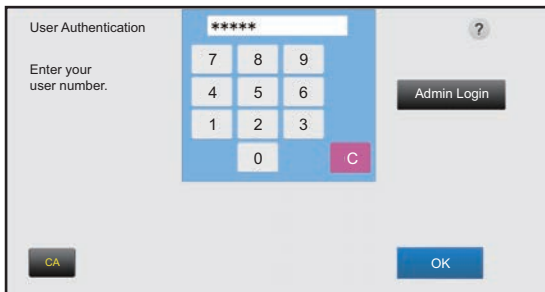 User Authentication
*****
?
Enter your
user number.
7 8 9
4 5 6
1 2 3
0 C
Admin Login
CA
OK